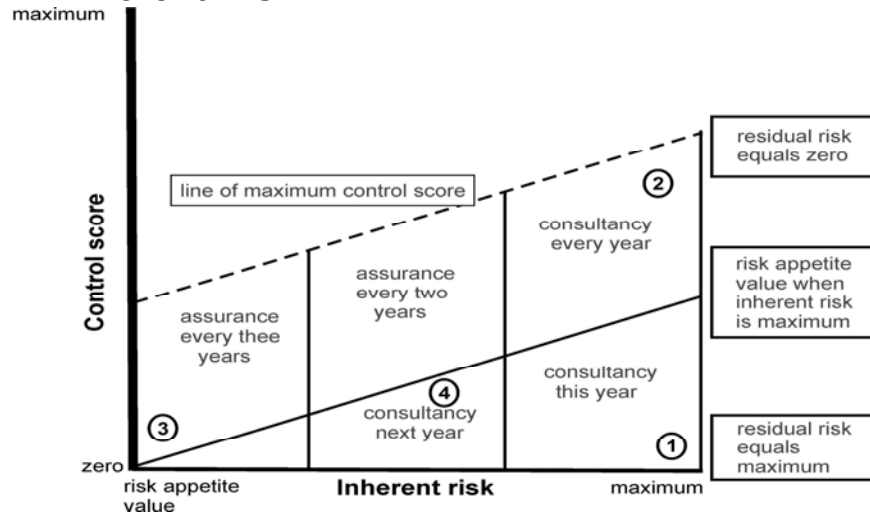 maximum
residual risk
equals zero
②
line of maximum control score
consultancy
every year
Control score
assurance
every two
years
risk appetite
value when
inherent risk
is maximum
assurance
every thee
years
consultancy
this year
④
consultancy
next year
③
①
residual risk
equals
maximum
zero
risk appetite
value
Inherent risk
maximum